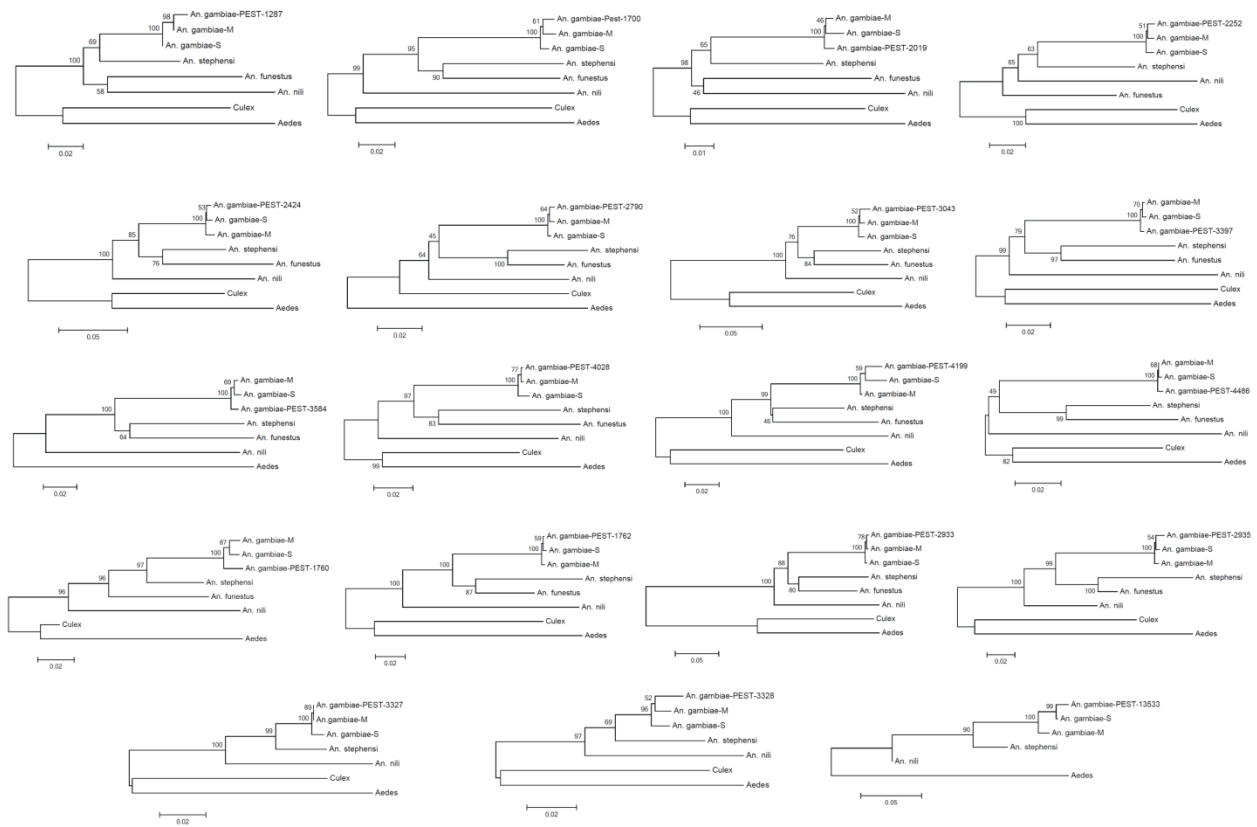 An. gambiae-PEST-1287
98
100
An. gambiae-M
69
An. gambiae-S
100
An. stephensi
An. funestus
58
An. nili
Culex
Aedes
0.02
61
An. gambiae-Pest-1700
100
An. gambiae-M
95
An. gambiae-S
An. stephensi
99
90
An. funestus
An. nili
Culex
Aedes
0.02
46
An. gambiae-M
100
An. gambiae-S
65
An. gambiae-PEST-2019
98
An. stephensi
An. funestus
46
An. nili
Culex
Aedes
0.01
51
An. gambiae-PEST-2252
100
An. gambiae-M
63
An. gambiae-S
65
An. stephensi
An. nili
An. funestus
Culex
100
Aedes
0.02
53
An. gambiae-PEST-2424
100
An. gambiae-S
85
An. gambiae-M
100
An. stephensi
76
An. funestus
An. nili
Culex
Aedes
0.05
64
An. gambiae-PEST-2790
100
An. gambiae-M
45
An. gambiae-S
64
An. stephensi
100
An. funestus
An. nili
Culex
Aedes
0.02
52
An. gambiae-PEST-3043
100
An. gambiae-M
76
An. gambiae-S
100
An. stephensi
84
An. funestus
An. nili
Culex
Aedes
0.05
70
An. gambiae-M
100
An. gambiae-S
79
An. gambiae-PEST-3397
99
An. stephensi
97
An. funestus
An. nili
Culex
Aedes
0.02
69
An. gambiae-M
100
An. gambiae-S
100
An. gambiae-PEST-3584
An. stephensi
64
An. funestus
An. nili
Aedes
0.02
77
An. gambiae-PEST-4028
100
An. gambiae-M
97
An. gambiae-S
An. stephensi
83
An. funestus
An. nili
Culex
99
Aedes
0.02
59
An. gambiae-PEST-4199
100
An. gambiae-S
99
An. gambiae-M
100
An. stephensi
46
An. funestus
An. nili
Culex
Aedes
0.02
68
An. gambiae-M
100
An. gambiae-S
49
An. gambiae-PEST-4486
An. stephensi
99
An. funestus
An. nili
Culex
82
Aedes
0.02
87
An. gambiae-M
100
An. gambiae-S
97
An. gambiae-PEST-1760
96
An. stephensi
96
An. funestus
An. nili
Culex
Aedes
0.02
59
An. gambiae-PEST-1762
100
An. gambiae-S
100
An. gambiae-M
An. stephensi
87
An. funestus
An. nili
Culex
Aedes
0.02
78
An. gambiae-PEST-2933
100
An. gambiae-M
88
An. gambiae-S
100
An. stephensi
80
An. funestus
An. nili
Culex
Aedes
0.05
54
An. gambiae-PEST-2935
100
An. gambiae-S
99
An. gambiae-M
100
An. stephensi
100
An. funestus
An. nili
Culex
Aedes
0.02
89
An. gambiae-PEST-3327
100
An. gambiae-M
99
An. gambiae-S
100
An. stephensi
An. nili
Culex
Aedes
0.02
52
An. gambiae-PEST-3328
96
An. gambiae-M
69
An. gambiae-S
97
An. stephensi
An. nili
Culex
Aedes
0.02
99
An. gambiae-PEST-13533
100
An. gambiae-S
90
An. gambiae-M
An. stephensi
An. nili
Aedes
0.05